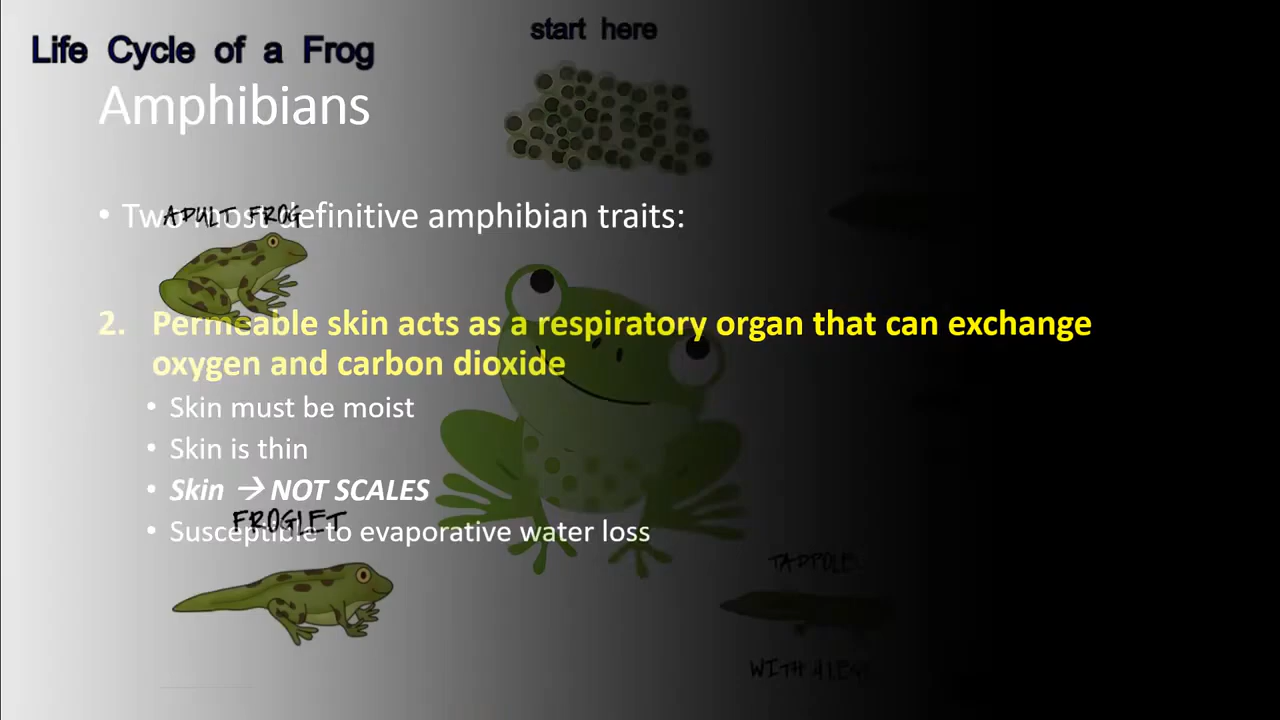 start here
Life Cycle of a Frog
Amphibians
• Two most definitive amphibian traits:
ADULT FROG
2. Permeable skin acts as a respiratory organ that can exchange
oxygen and carbon dioxide
• Skin must be moist
• Skin is thin
• Skin → NOT SCALES
FROGLET
• Susceptible to evaporative water loss
TADPOLE
WITH